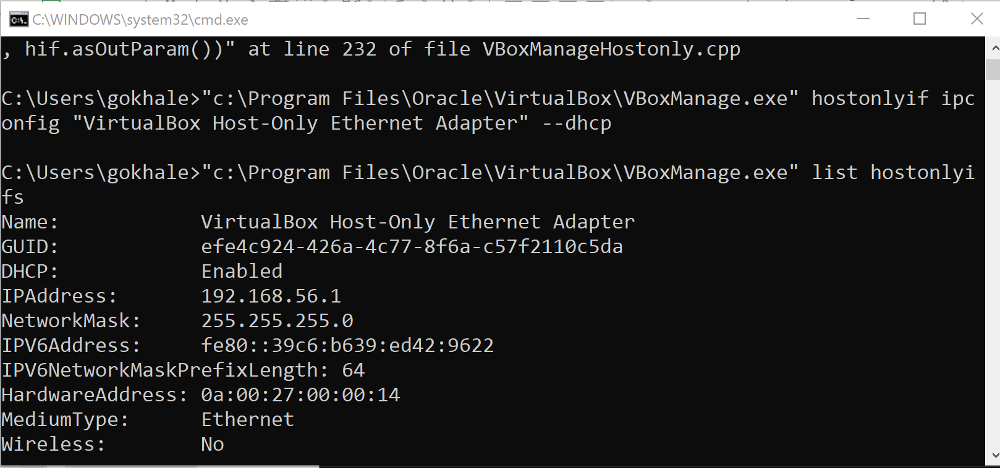 C:\WINDOWS\system32\cmd.exe
, hif.asOutParam())" at line 232 of file VBoxManageHostonly.cpp
C:\Users\gokhale>"c:\Program Files\Oracle\VirtualBox\VBoxManage.exe" hostonlyif ipc
onfig "VirtualBox Host-Only Ethernet Adapter" --dhcp
C:\Users\gokhale>"c:\Program Files\Oracle\VirtualBox\VBoxManage.exe" list hostonlyi
fs
Name:            VirtualBox Host-Only Ethernet Adapter
GUID:            efe4c924-426a-4c77-8f6a-c57f2110c5da
DHCP:            Enabled
IPAddress:       192.168.56.1
NetworkMask:     255.255.255.0
IPV6Address:     fe80::39c6:b639:ed42:9622
IPV6NetworkMaskPrefixLength: 64
HardwareAddress: 0a:00:27:00:00:14
MediumType:      Ethernet
Wireless:        No